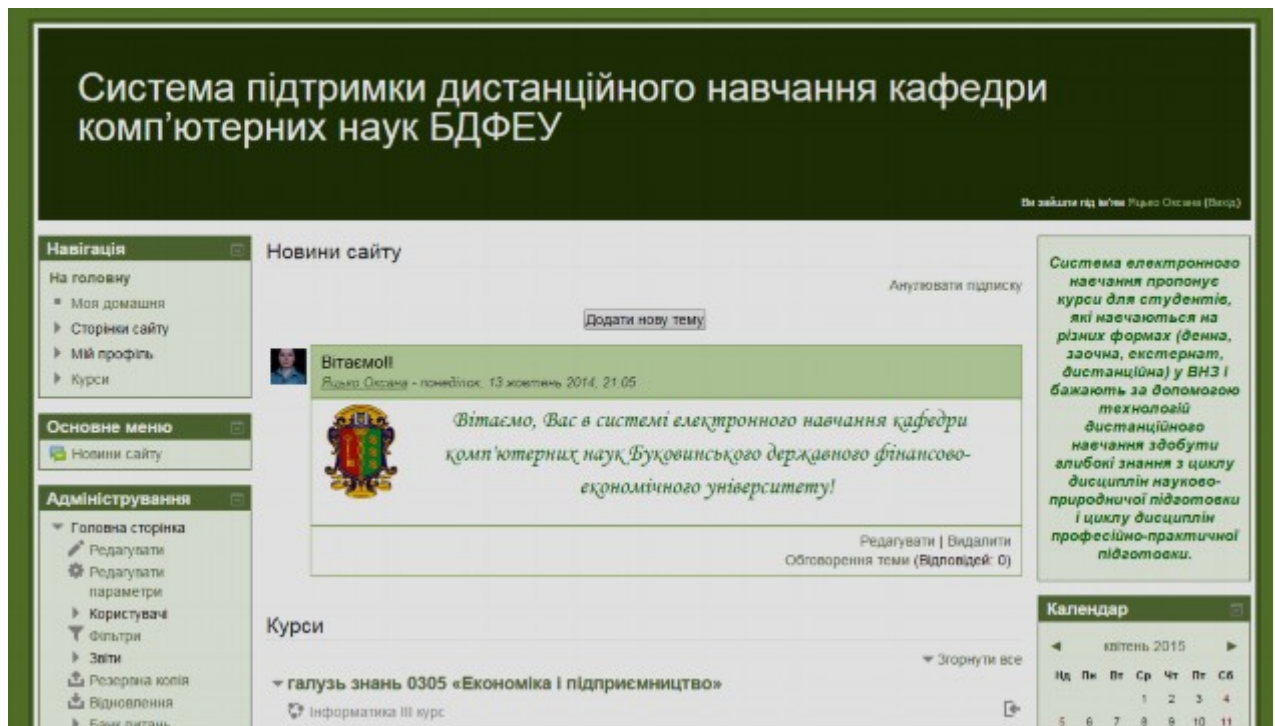 Система підтримки дистанційного навчання кафедри
комп'ютерних наук БДФЕУ
Ви зайшли під ім'ям Яцько Оксана (Вихід)
Навігація
На головну
Моя домашня
Сторінки сайту
Мій профіль
Курси
Основне меню
Новини сайту
Адміністрування
Головна сторінка
Редагувати
Редагувати
параметри
Користувачі
Фільтри
Звіти
Резервна копія
Відновлення
Банк питань
Новини сайту
Анулювати підписку
Додати нову тему
Вітаємо!!
Яцько Оксана - понеділок, 13 жовтень 2014, 21:05
Вітаємо, Вас в системі електронного навчання кафедри
комп'ютерних наук Буковинського державного фінансово-
економічного університету!
Редагувати | Видалити
Обговорення теми (Відповідей: 0)
Курси
Згорнути все
галузь знань 0305 «Економіка і підприємництво»
Інформатика III курс
Система електронного
навчання пропонує
курси для студентів,
які навчаються на
різних формах (денна,
заочна, екстернат,
дистанційна) у ВНЗ і
бажають за допомогою
технологій
дистанційного
навчання здобути
глибокі знання з циклу
дисциплін науково-
природничої підготовки
і циклу дисциплін
професійно-практичної
підготовки.
Календар
квітень 2015
Нд Пн Вт Ср Чт Пт Сб
1 2 3 4
5 6 7 8 9 10 11